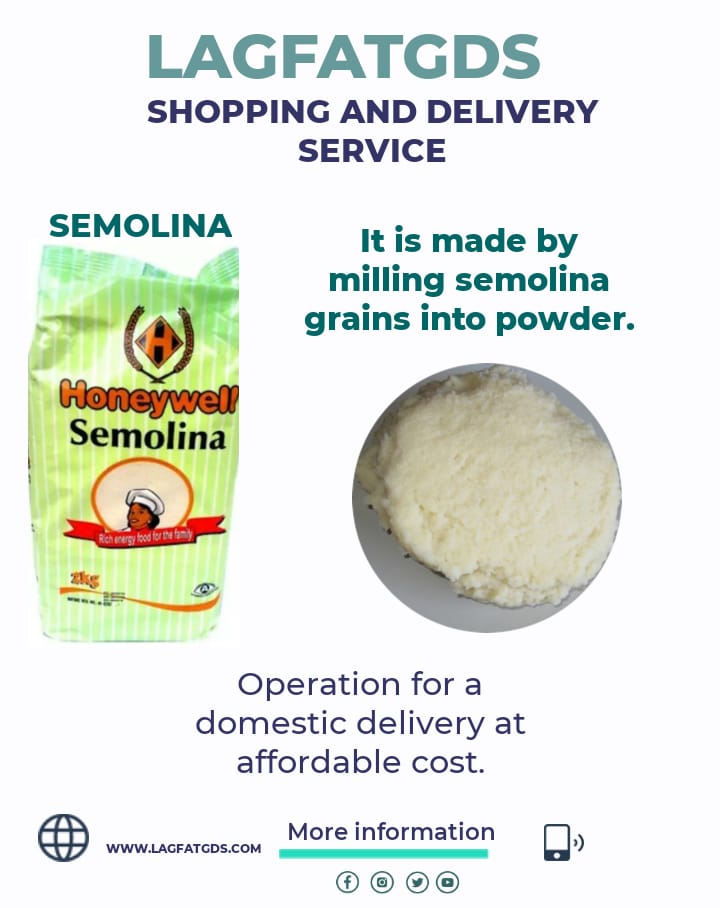 LAGFATGDS
SHOPPING AND DELIVERY
SERVICE
SEMOLINA
It is made by
milling semolina
grains into powder.
H
Honeywell
Semolina
Rich energy food for the family
2kg
Operation for a
domestic delivery at
affordable cost.
WWW.LAGFATGDS.COM
More information